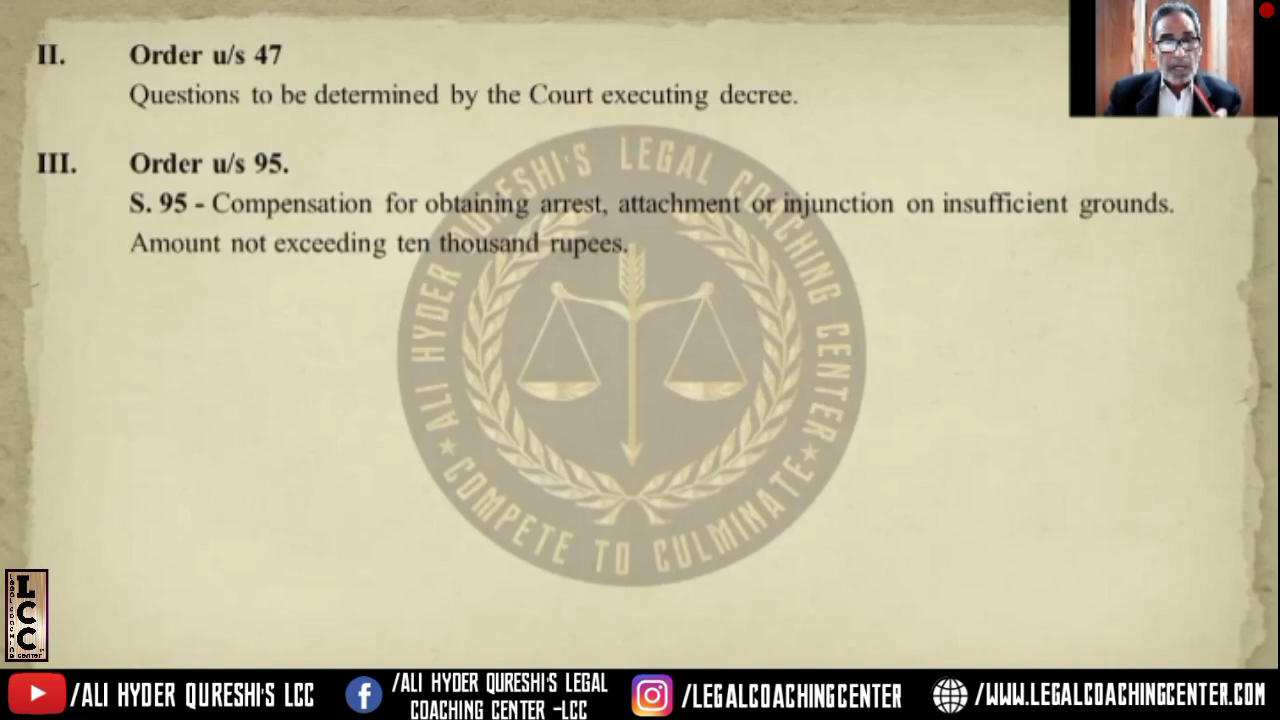 II. Order u/s 47
Questions to be determined by the Court executing decree.
III. Order u/s 95.
S. 95 - Compensation for obtaining arrest, attachment or injunction on insufficient grounds.
Amount not exceeding ten thousand rupees.
ALI HYDER QURESHI'S LEGAL COACHING CENTER
COMPETE TO CULMINATE
LCC
/ALI HYDER QURESHI'S LCC
/ALI HYDER QURESHI'S LEGAL
COACHING CENTER -LCC
/LEGALCOACHINGCENTER
/WWW.LEGALCOACHINGCENTER.COM